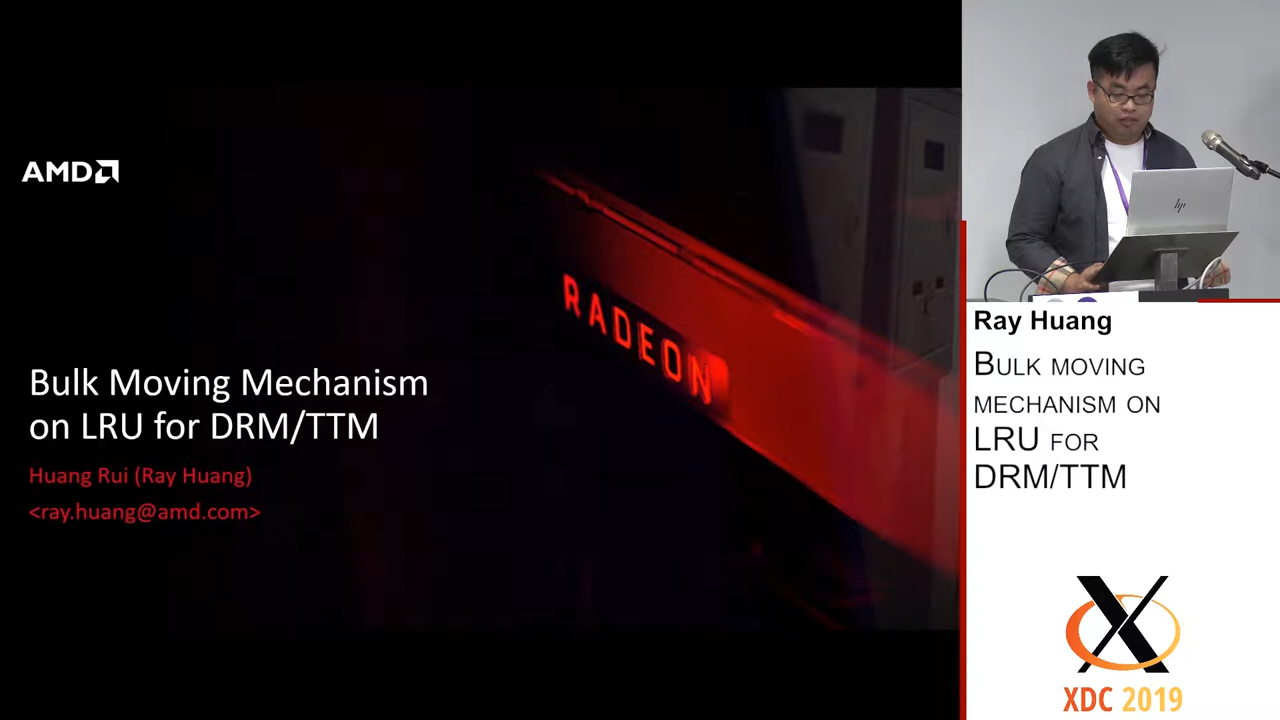 AMD
RADEON
Bulk Moving Mechanism
on LRU for DRM/TTM
Huang Rui (Ray Huang)
<ray.huang@amd.com>
hp
Ray Huang
BULK MOVING
MECHANISM ON
LRU FOR
DRM/TTM
X
XDC 2019